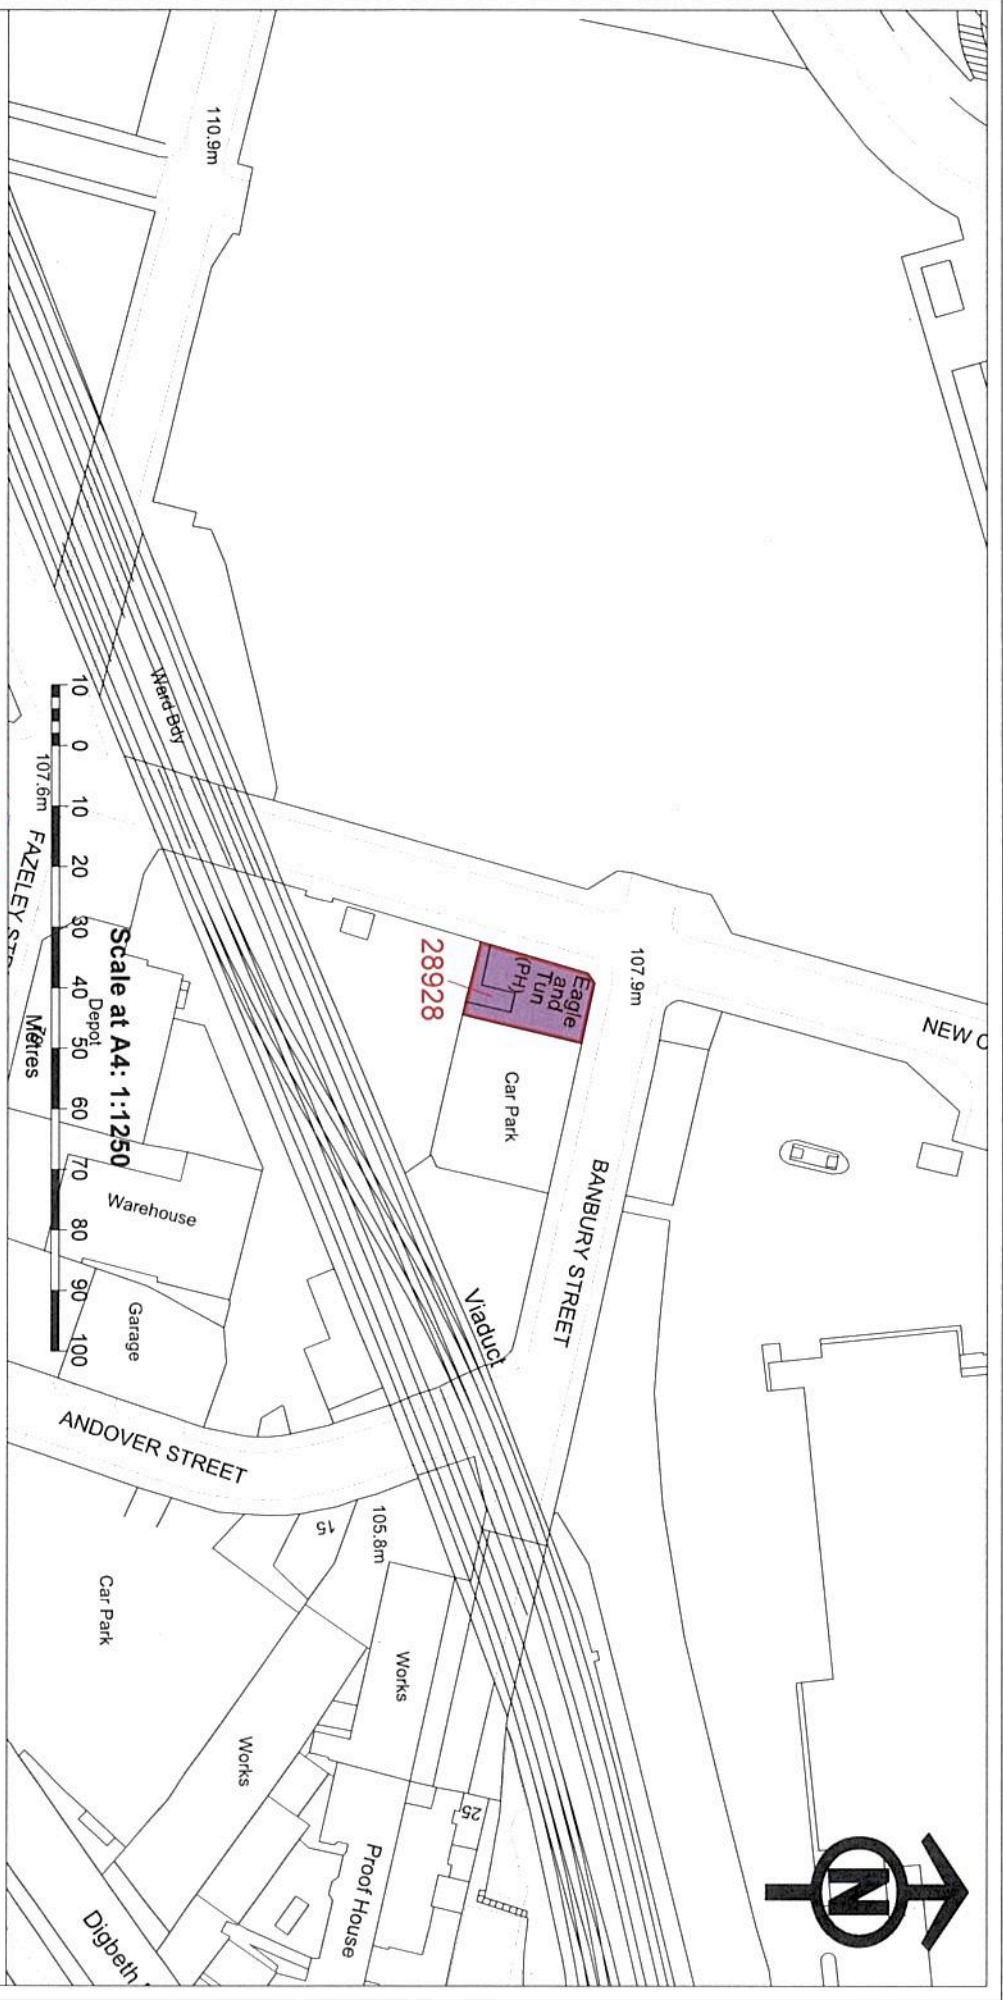 110.9m
NEW C
107.9m
Eagle
and
Tun
(PH)
28928
Car Park
BANBURY STREET
Ward Bdy
Viaduct
107.6m
FAZELEY ST
Depot
Warehouse
Garage
ANDOVER STREET
15
105.8m
Car Park
Works
Works
25
Proof House
Digbeth
N
10 0 10 20 30 40 50 60 70 80 90 100
Metres
Scale at A4: 1:1250